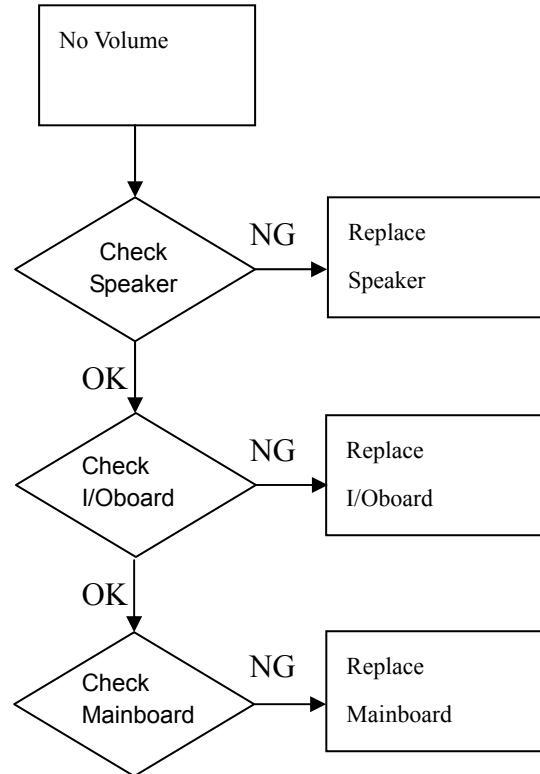 No Volume
Check
Speaker
NG
Replace
Speaker
OK
Check
I/Oboard
NG
Replace
I/Oboard
OK
Check
Mainboard
NG
Replace
Mainboard